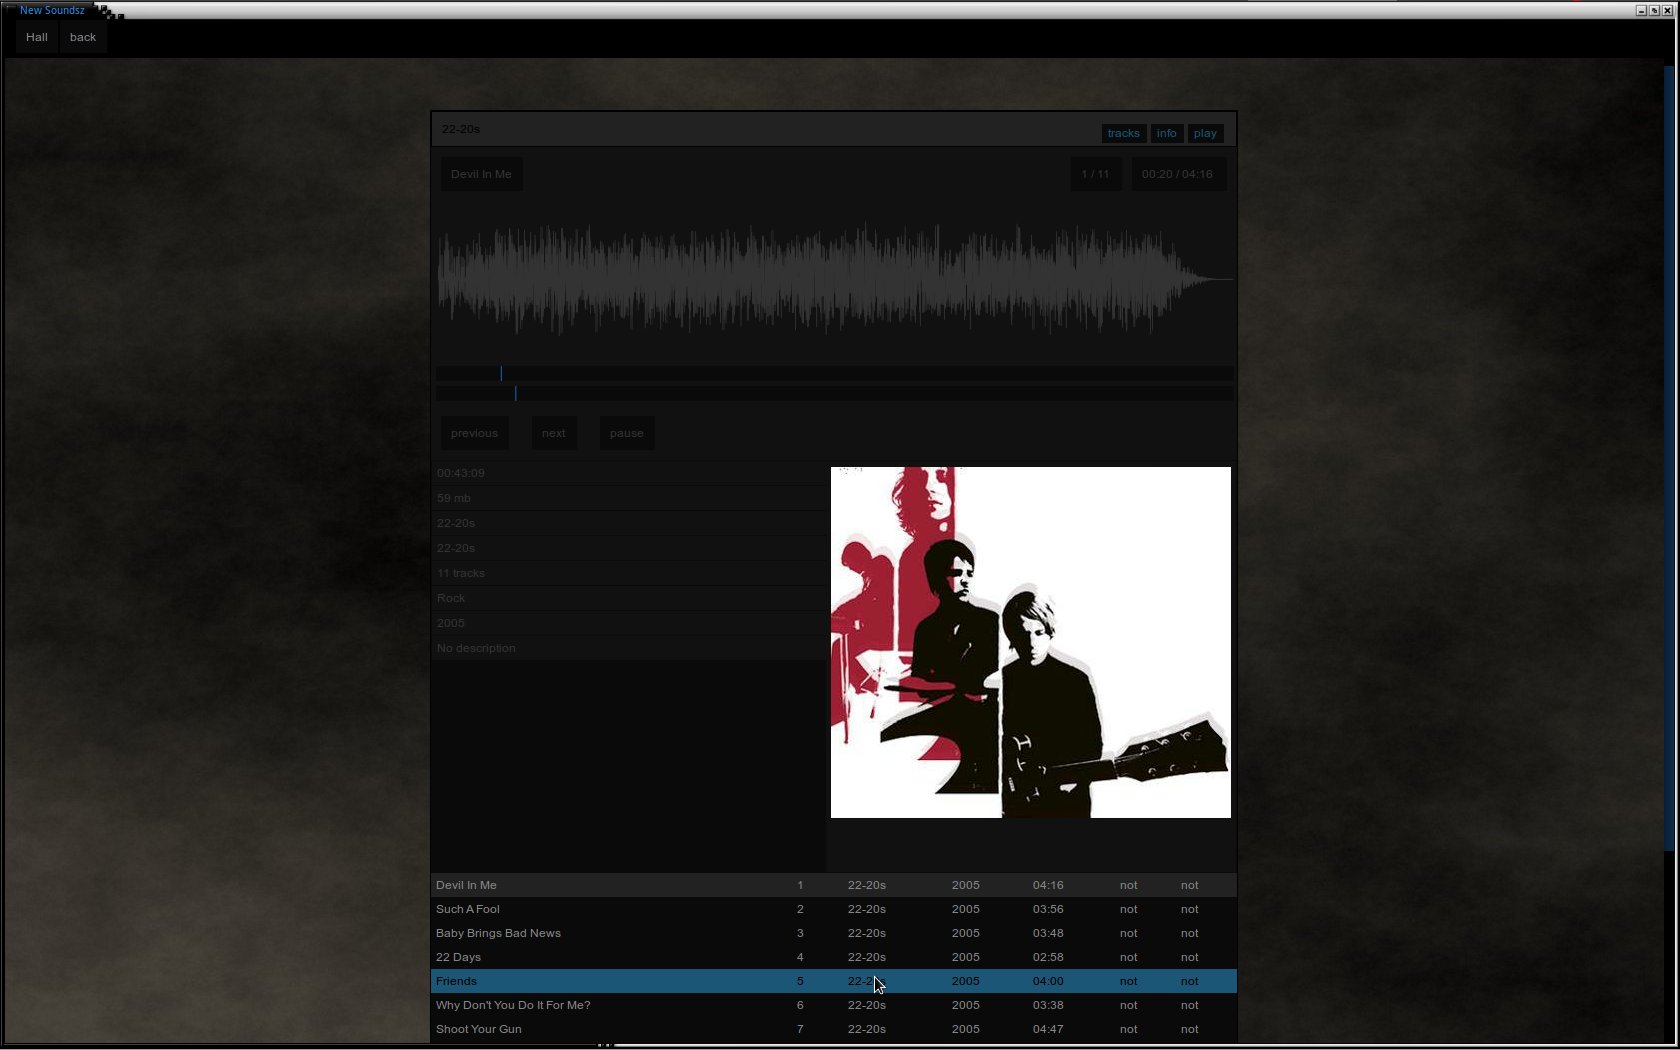 New Soundsz
Hall back
22-20s tracks info play
Devil In Me 1 / 11 00:20 / 04:16
previous next pause
00:43:09
59 mb
22-20s
22-20s
11 tracks
Rock
2005
No description
Devil In Me 1 22-20s 2005 04:16 not not
Such A Fool 2 22-20s 2005 03:56 not not
Baby Brings Bad News 3 22-20s 2005 03:48 not not
22 Days 4 22-20s 2005 02:58 not not
Friends 5 22-20s 2005 04:00 not not
Why Don't You Do It For Me? 6 22-20s 2005 03:38 not not
Shoot Your Gun 7 22-20s 2005 04:47 not not